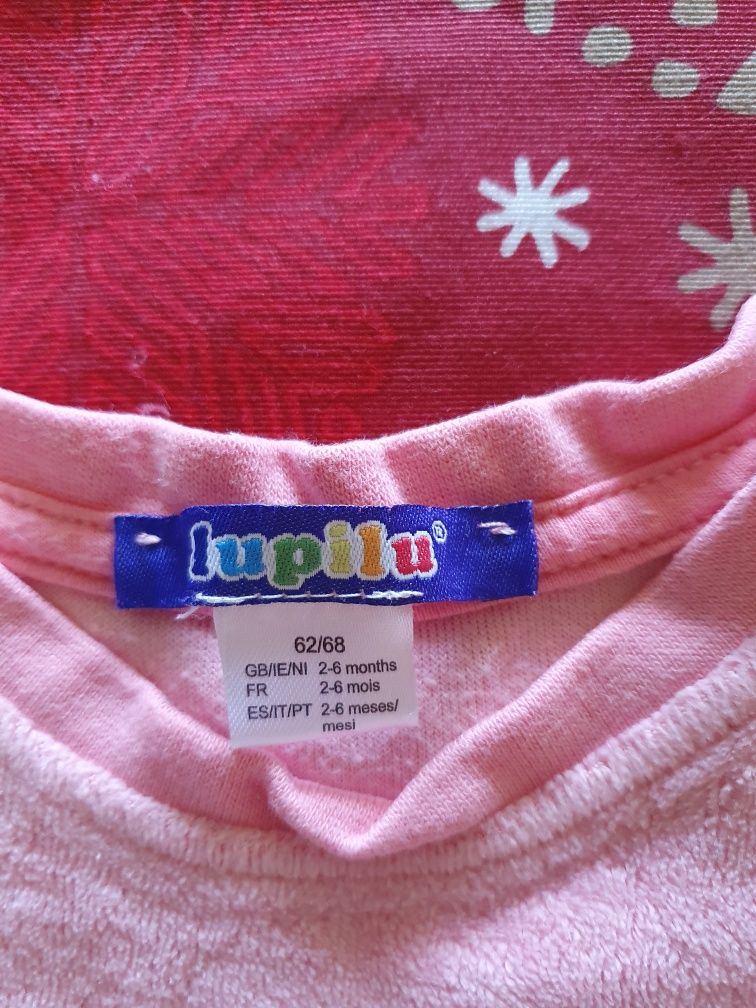 lupilu®
62/68
GB/IE/NI 2-6 months
FR 2-6 mois
ES/IT/PT 2-6 meses/
mesi